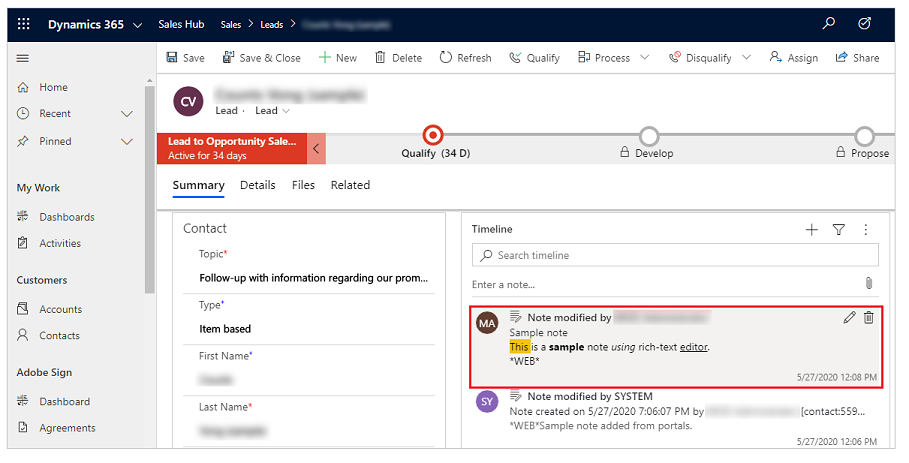 Dynamics 365 Sales Hub Sales > Leads >
Save Save & Close New Delete Refresh Qualify Process Disqualify Assign Share
Home
Recent
Pinned
My Work
Dashboards
Activities
Customers
Accounts
Contacts
Adobe Sign
Dashboard
Agreements
CV
Lead · Lead
Lead to Opportunity Sale...
Active for 34 days
Qualify (34 D)
Develop
Propose
Summary Details Files Related
Contact
Topic*
Follow-up with information regarding our prom...
Type*
Item based
First Name*
Last Name*
Timeline
Search timeline
Enter a note...
MA
Note modified by
Sample note
This is a sample note using rich-text editor.
*WEB*
5/27/2020 12:08 PM
SY
Note modified by SYSTEM
Note created on 5/27/2020 7:06:07 PM by [contact:559...
*WEB*Sample note added from portals.
5/27/2020 12:06 PM